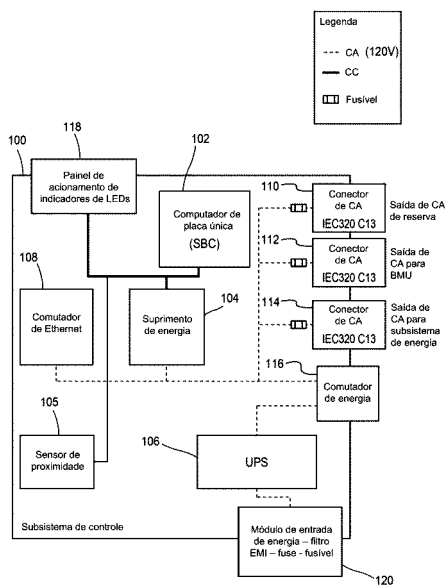 Legenda
CA (120V)
CC
Fusível
100
118
Painel de
acionamento de
indicadores de LEDs
102
Computador de
placa única
(SBC)
110
Conector
de CA
IEC320 C13
Saída de CA
de reserva
112
Conector
de CA
IEC320 C13
Saída de
CA para
BMU
114
Conector
de CA
IEC320 C13
Saída de
CA para
subsistema
de energia
108
Comutador
de Ethernet
Suprimento
de energia
104
116
Comutador
de energia
105
Sensor de
proximidade
106
UPS
Subsistema de controle
Módulo de entrada
de energia – filtro
EMI – fuse - fusível
120